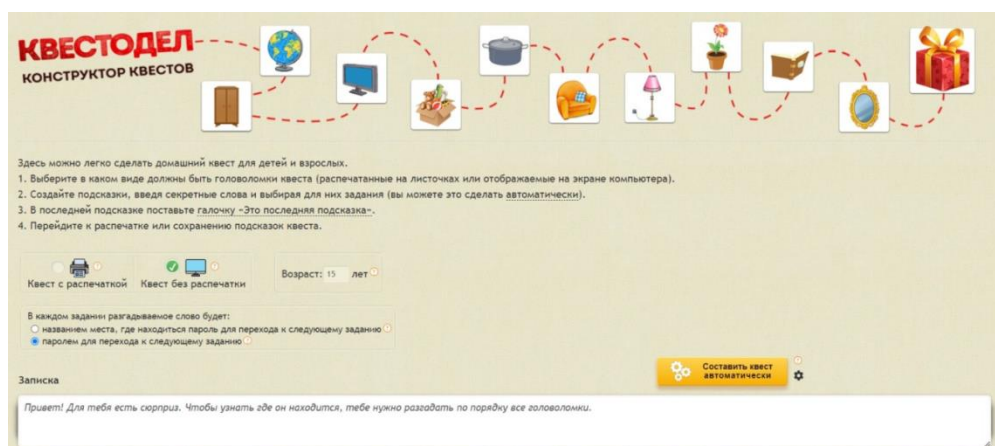 КВЕСТОДЕЛ
КОНСТРУКТОР КВЕСТОВ
Здесь можно легко сделать домашний квест для детей и взрослых.
1. Выберите в каком виде должны быть головоломки квеста (распечатанные на листочках или отображаемые на экране компьютера).
2. Создайте подсказки, введя секретные слова и выбирая для них задания (вы можете это сделать автоматически).
3. В последней подсказке поставьте галочку «Это последняя подсказка».
4. Перейдите к распечатке или сохранению подсказок квеста.
Квест с распечаткой Квест без распечатки
Возраст: 15 лет
В каждом задании разгадываемое слово будет:
названием места, где находиться пароль для перехода к следующему заданию
паролем для перехода к следующему заданию
Составить квест
автоматически
Записка
Привет! Для тебя есть сюрприз. Чтобы узнать где он находится, тебе нужно разгадать по порядку все головоломки.